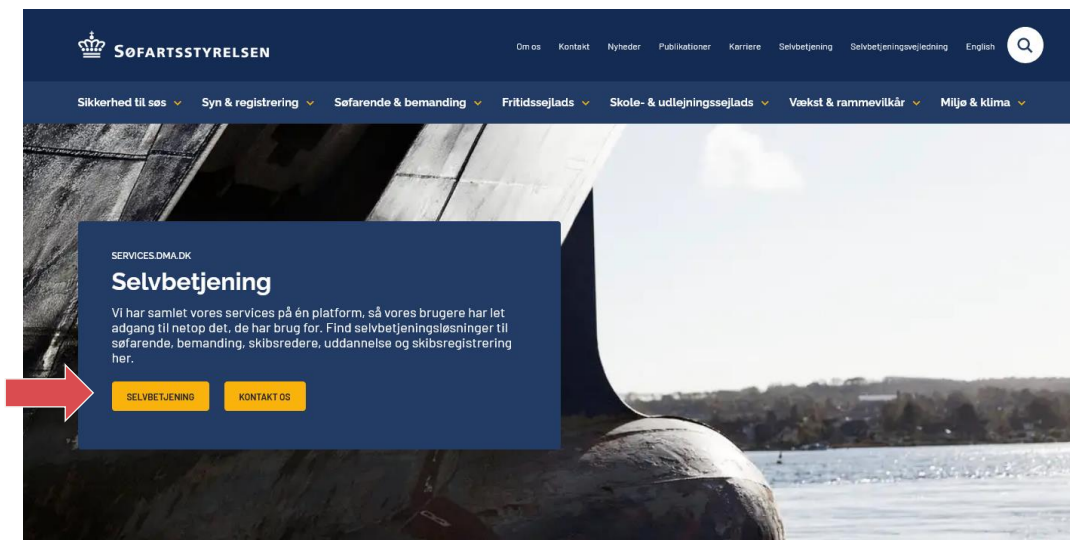 SØFARTSSTYRELSEN
Om os Kontakt Nyheder Publikationer Karriere Selvbetjening Selvbetjeningsvejledning English
Sikkerhed til søs Syn & registrering Søfarende & bemanding Fritidssejlads Skole- & udlejningssejlads Vækst & rammevilkår Miljø & klima
SERVICES.DMA.DK
Selvbetjening
Vi har samlet vores services på én platform, så vores brugere har let
adgang til netop det, de har brug for. Find selvbetjeningsløsninger til
søfarende, bemanding, skibsredere, uddannelse og skibsregistrering
her.
SELVBETJENING KONTAKT OS